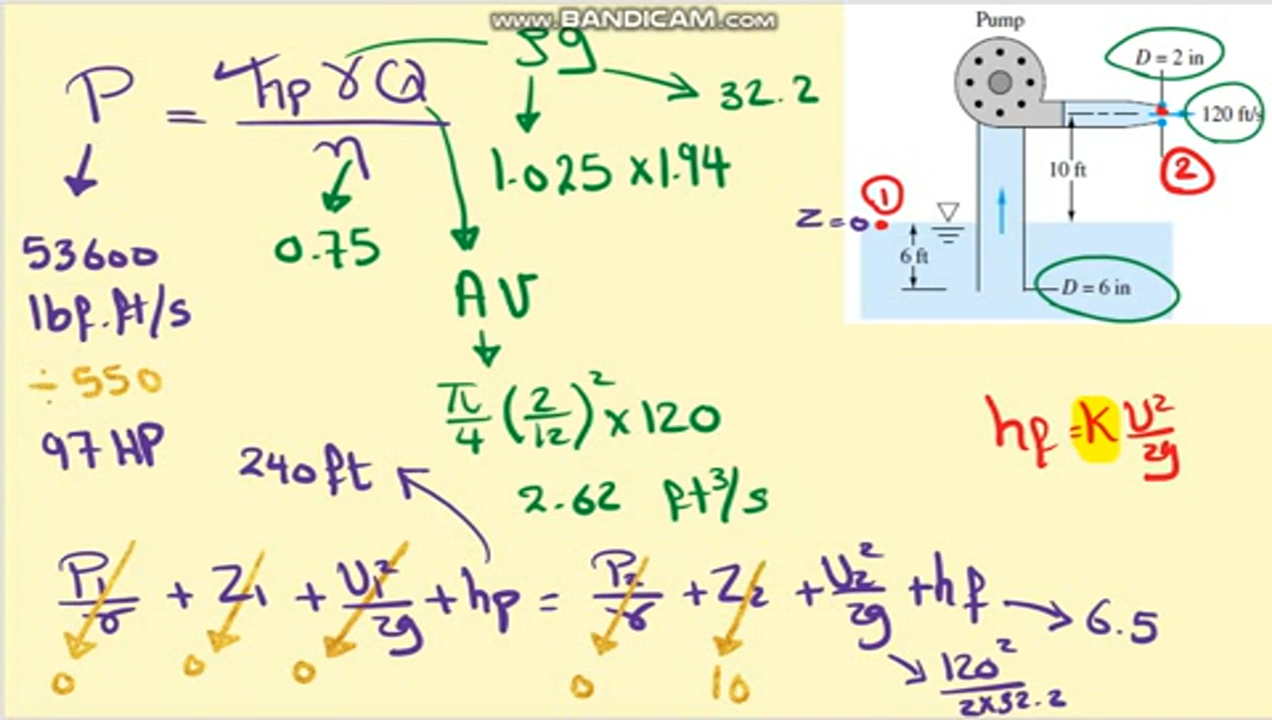 www.BANDICAM.com
P = hp γ Q / η
ρg
32.2
1.025 × 1.94
0.75
53600
lbf.ft/s
÷ 550
97 HP
A V
π/4 (2/12)² × 120
2.62 ft³/s
240 ft
P₁/γ + Z₁ + V₁²/2g + hp = P₂/γ + Z₂ + V₂²/2g + hf
0
0
0
0
10
120²/2×32.2
6.5
Pump
D = 2 in
120 ft/s
10 ft
2
1
Z=0
6 ft
D = 6 in
hf = K V²/2g